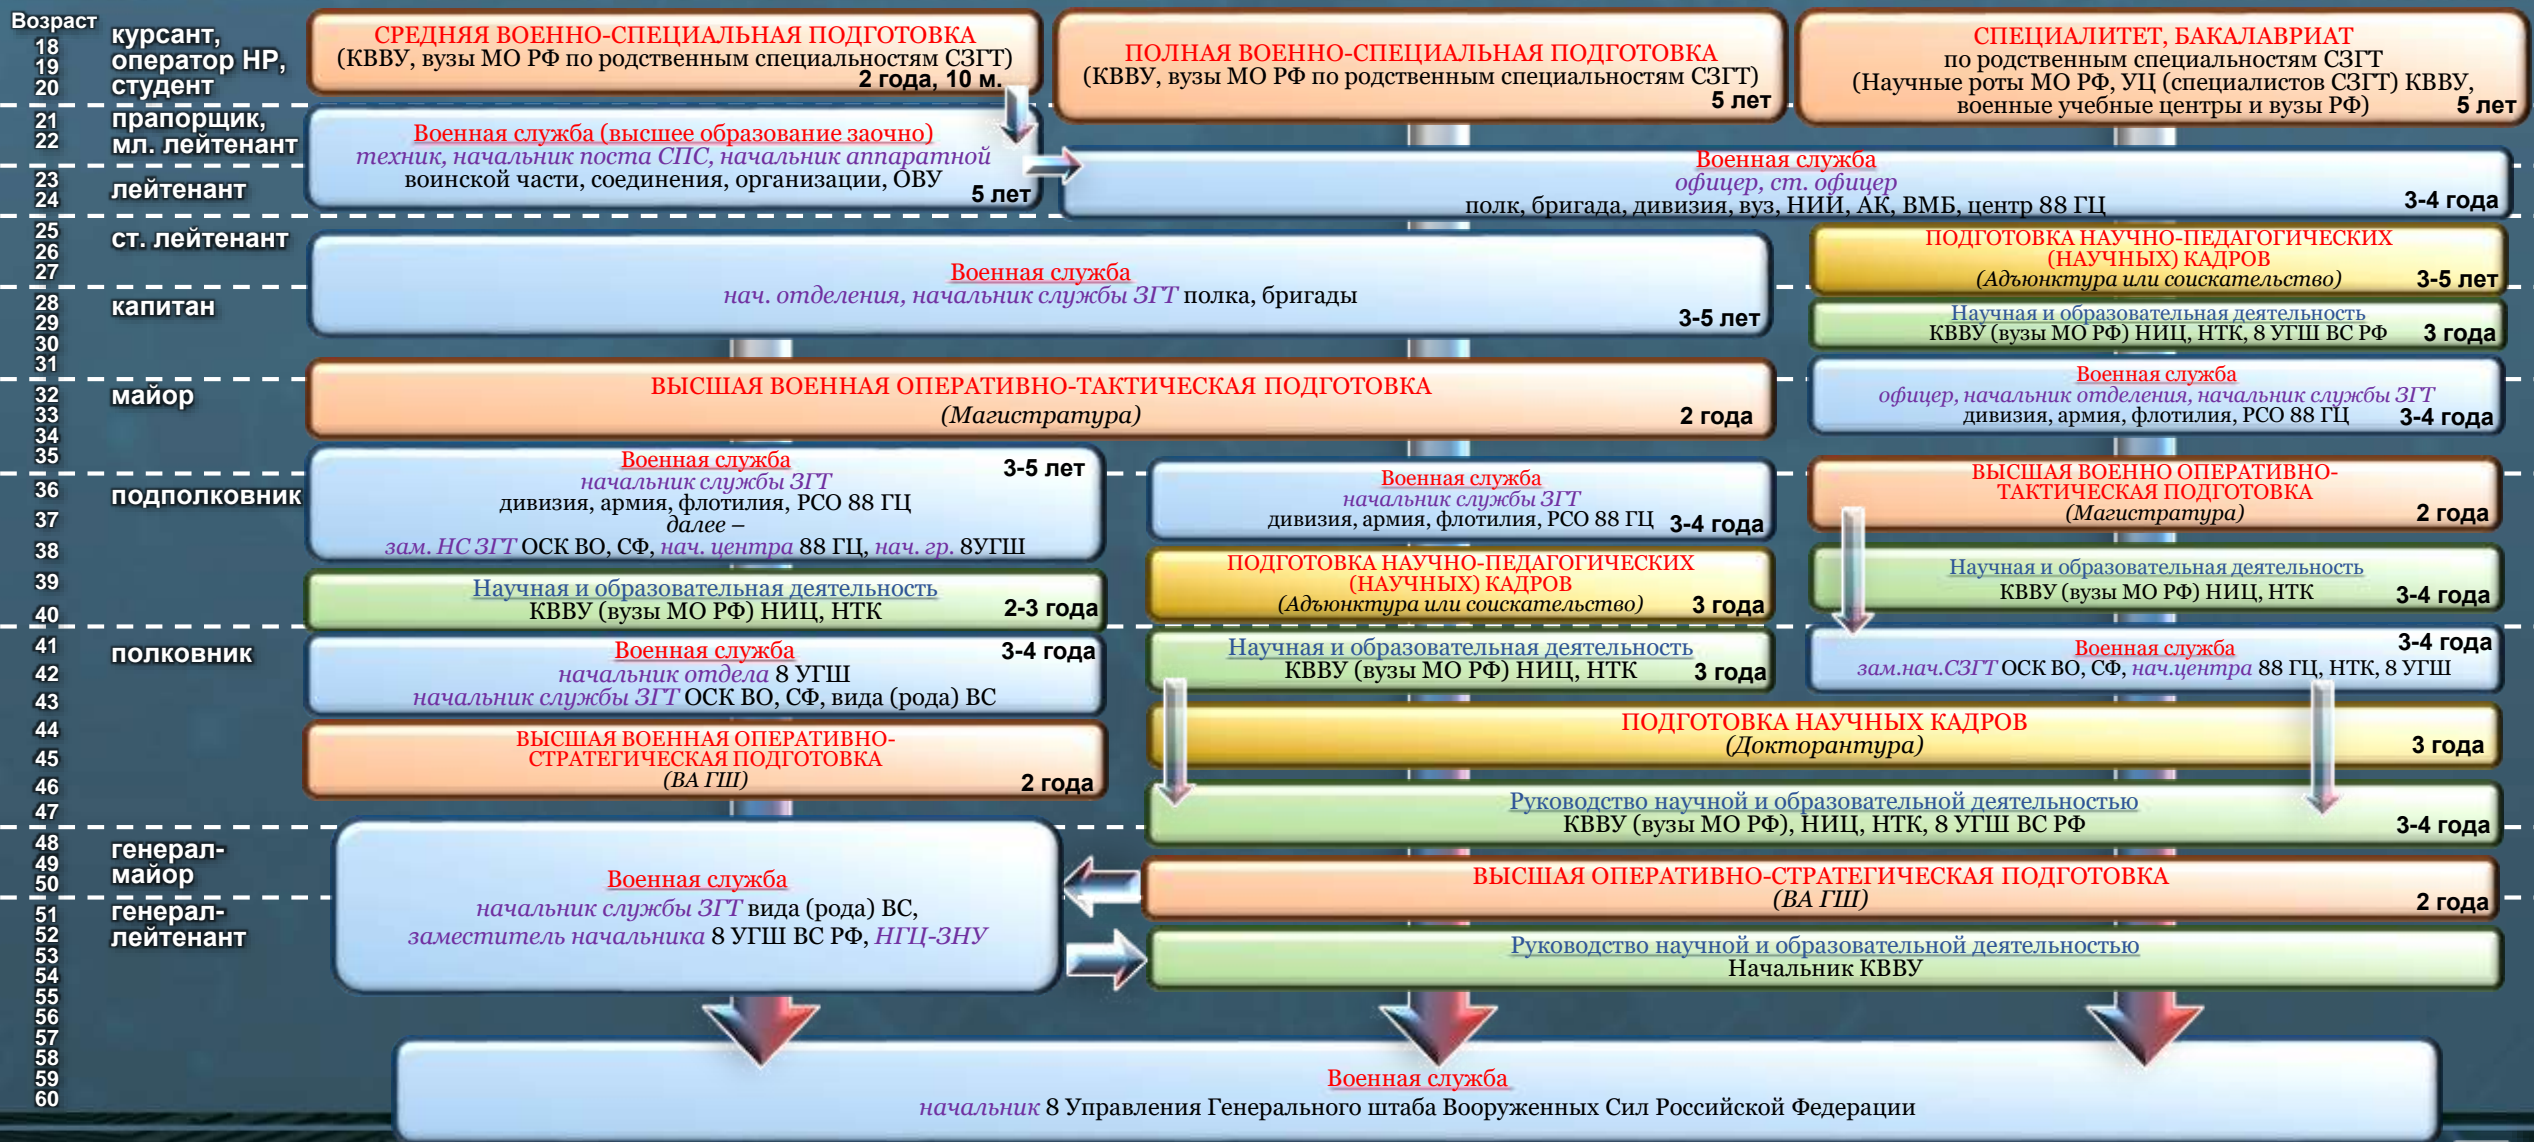 Возраст
18
19
20
курсант,
оператор НР,
студент
СРЕДНЯЯ ВОЕННО-СПЕЦИАЛЬНАЯ ПОДГОТОВКА
(КВВУ, вузы МО РФ по родственным специальностям СЗГТ)
2 года, 10 м.
ПОЛНАЯ ВОЕННО-СПЕЦИАЛЬНАЯ ПОДГОТОВКА
(КВВУ, вузы МО РФ по родственным специальностям СЗГТ)
5 лет
СПЕЦИАЛИТЕТ, БАКАЛАВРИАТ
по родственным специальностям СЗГТ
(Научные роты МО РФ, УЦ (специалистов СЗГТ) КВВУ,
военные учебные центры и вузы РФ)
5 лет
21
22
прапорщик,
мл. лейтенант
Военная служба (высшее образование заочно)
техник, начальник поста СПС, начальник аппаратной
воинской части, соединения, организации, ОВУ
5 лет
23
24
лейтенант
Военная служба
офицер, ст. офицер
полк, бригада, дивизия, вуз, НИИ, АК, ВМБ, центр 88 ГЦ
3-4 года
25
26
27
ст. лейтенант
28
29
30
31
капитан
Военная служба
нач. отделения, начальник службы ЗГТ полка, бригады
3-5 лет
ПОДГОТОВКА НАУЧНО-ПЕДАГОГИЧЕСКИХ
(НАУЧНЫХ) КАДРОВ
(Адъюнктура или соискательство)
3-5 лет
Научная и образовательная деятельность
КВВУ (вузы МО РФ) НИЦ, НТК, 8 УГШ ВС РФ
3 года
32
33
34
35
майор
ВЫСШАЯ ВОЕННАЯ ОПЕРАТИВНО-ТАКТИЧЕСКАЯ ПОДГОТОВКА
(Магистратура)
2 года
Военная служба
офицер, начальник отделения, начальник службы ЗГТ
дивизия, армия, флотилия, РСО 88 ГЦ
3-4 года
36
37
38
39
40
подполковник
Военная служба
3-5 лет
начальник службы ЗГТ
дивизия, армия, флотилия, РСО 88 ГЦ
далее –
зам. НС ЗГТ ОСК ВО, СФ, нач. центра 88 ГЦ, нач. гр. 8УГШ
Военная служба
начальник службы ЗГТ
дивизия, армия, флотилия, РСО 88 ГЦ
3-4 года
ВЫСШАЯ ВОЕННО ОПЕРАТИВНО-
ТАКТИЧЕСКАЯ ПОДГОТОВКА
(Магистратура)
2 года
Научная и образовательная деятельность
КВВУ (вузы МО РФ) НИЦ, НТК
2-3 года
ПОДГОТОВКА НАУЧНО-ПЕДАГОГИЧЕСКИХ
(НАУЧНЫХ) КАДРОВ
(Адъюнктура или соискательство)
3 года
Научная и образовательная деятельность
КВВУ (вузы МО РФ) НИЦ, НТК
3-4 года
41
42
43
44
45
46
47
полковник
Военная служба
3-4 года
начальник отдела 8 УГШ
начальник службы ЗГТ ОСК ВО, СФ, вида (рода) ВС
Научная и образовательная деятельность
КВВУ (вузы МО РФ) НИЦ, НТК
3 года
Военная служба
3-4 года
зам.нач.СЗГТ ОСК ВО, СФ, нач.центра 88 ГЦ, НТК, 8 УГШ
ВЫСШАЯ ВОЕННАЯ ОПЕРАТИВНО-
СТРАТЕГИЧЕСКАЯ ПОДГОТОВКА
(ВА ГШ)
2 года
ПОДГОТОВКА НАУЧНЫХ КАДРОВ
(Докторантура)
3 года
Руководство научной и образовательной деятельностью
КВВУ (вузы МО РФ), НИЦ, НТК, 8 УГШ ВС РФ
3-4 года
48
49
50
генерал-
майор
51
52
53
54
55
56
57
58
59
60
генерал-
лейтенант
Военная служба
начальник службы ЗГТ вида (рода) ВС,
заместитель начальника 8 УГШ ВС РФ, НГЦ-ЗНУ
ВЫСШАЯ ОПЕРАТИВНО-СТРАТЕГИЧЕСКАЯ ПОДГОТОВКА
(ВА ГШ)
2 года
Руководство научной и образовательной деятельностью
Начальник КВВУ
Военная служба
начальник 8 Управления Генерального штаба Вооруженных Сил Российской Федерации